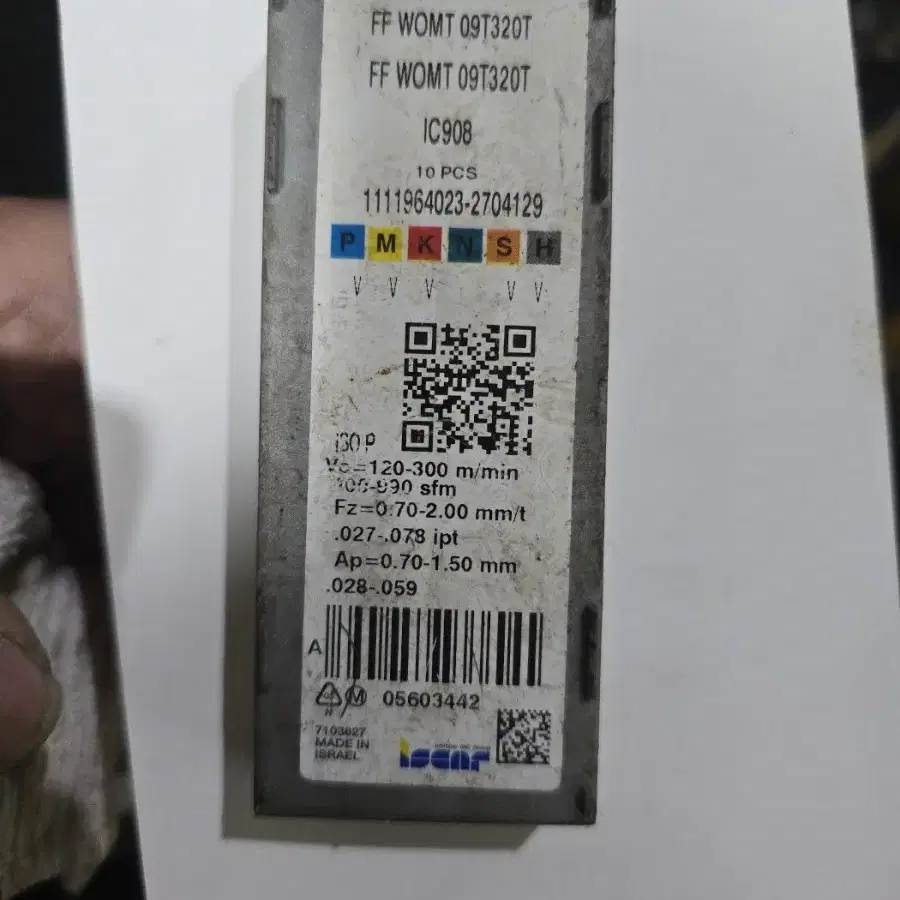 FF WOMT 09T320T
FF WOMT 09T320T
IC908
10 PCS
1111964023-2704129
P M K N S H
V V V V V
ISO P
Vc=120-300 m/min
-990 sfm
Fz=0.70-2.00 mm/t
.027-.078 ipt
Ap=0.70-1.50 mm
.028-.059
A
M 05603442
7103627
MADE IN
ISRAEL
iscar